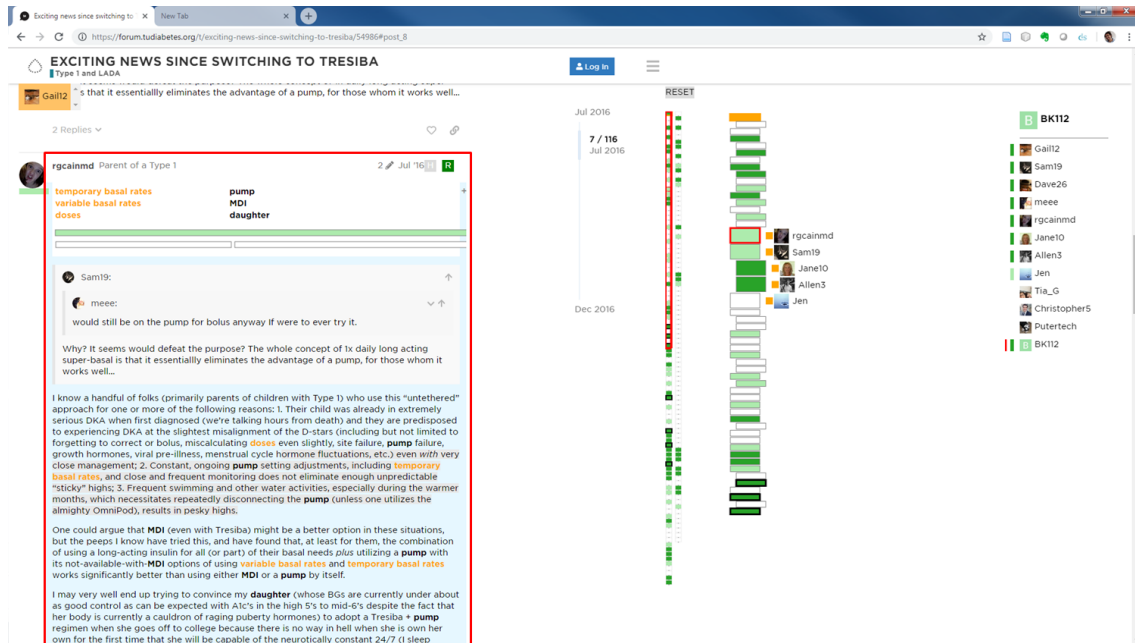 Exciting news since switching to
New Tab
https://forum.tudiabetes.org/t/exciting-news-since-switching-to-tresiba/54986#post_8
EXCITING NEWS SINCE SWITCHING TO TRESIBA
Type 1 and LADA
Log In
Gail12
s that it essentiallly eliminates the advantage of a pump, for those whom it works well...
2 Replies
rgcainmd Parent of a Type 1
2 Jul '16 H R
temporary basal rates pump
variable basal rates MDI
doses daughter
Sam19:
meee:
would still be on the pump for bolus anyway If were to ever try it.
Why? It seems would defeat the purpose? The whole concept of 1x daily long acting
super-basal is that it essentiallly eliminates the advantage of a pump, for those whom it
works well...
I know a handful of folks (primarily parents of children with Type 1) who use this "untethered"
approach for one or more of the following reasons: 1. Their child was already in extremely
serious DKA when first diagnosed (we're talking hours from death) and they are predisposed
to experiencing DKA at the slightest misalignment of the D-stars (including but not limited to
forgetting to correct or bolus, miscalculating doses even slightly, site failure, pump failure,
growth hormones, viral pre-illness, menstrual cycle hormone fluctuations, etc.) even with very
close management; 2. Constant, ongoing pump setting adjustments, including temporary
basal rates, and close and frequent monitoring does not eliminate enough unpredictable
"sticky" highs; 3. Frequent swimming and other water activities, especially during the warmer
months, which necessitates repeatedly disconnecting the pump (unless one utilizes the
almighty OmniPod), results in pesky highs.
One could argue that MDI (even with Tresiba) might be a better option in these situations,
but the peeps I know have tried this, and have found that, at least for them, the combination
of using a long-acting insulin for all (or part) of their basal needs plus utilizing a pump with
its not-available-with-MDI options of using variable basal rates and temporary basal rates
works significantly better than using either MDI or a pump by itself.
I may very well end up trying to convince my daughter (whose BGs are currently under about
as good control as can be expected with A1c's in the high 5's to mid-6's despite the fact that
her body is currently a cauldron of raging puberty hormones) to adopt a Tresiba + pump
regimen when she goes off to college because there is no way in hell when she is own her
own for the first time that she will be capable of the neurotically constant 24/7 (I sleep
Jul 2016
7 / 116
Jul 2016
Dec 2016
RESET
rgcainmd
Sam19
Jane10
Allen3
Jen
B BK112
Gail12
Sam19
Dave26
meee
rgcainmd
Jane10
Allen3
Jen
Tia_G
Christopher5
Putertech
B BK112